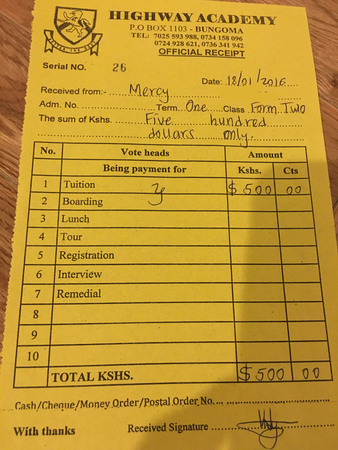 HIGHWAY ACADEMY
P.O BOX 1103 - BUNGOMA
TEL: 7025 593 988, 0734 158 096
0724 928 621, 0736 341 942
OFFICIAL RECEIPT
Serial NO. 26
Date: 18/01/2016
Received from:- Mercy
Adm. No. Term One Class Form Two
The sum of Kshs. Five hundred
dollars only.
No. Vote heads Amount
Being payment for Kshs. Cts
1 Tuition $500 00
2 Boarding
3 Lunch
4 Tour
5 Registration
6 Interview
7 Remedial
8
9
10
TOTAL KSHS. $500 00
Cash/Cheque/Money Order/Postal Order No.
With thanks Received Signature